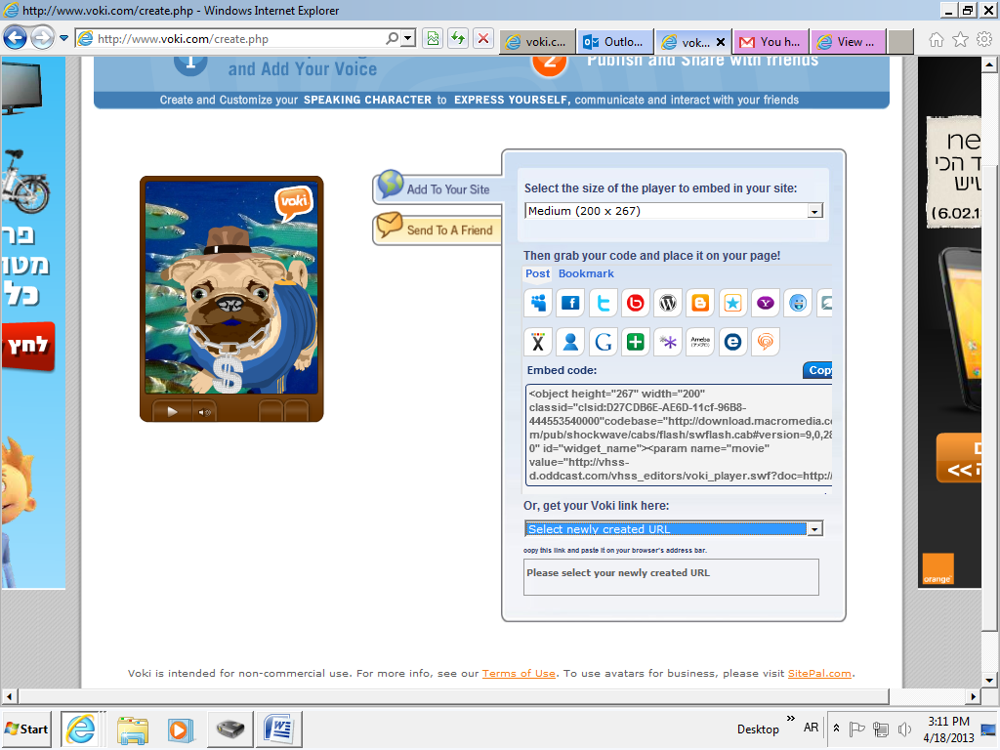 http://www.voki.com/create.php - Windows Internet Explorer
http://www.voki.com/create.php
voki.c...
Outlo...
vok...
You h...
View ...
1
and Add Your Voice
2
Publish and Share with friends
Create and Customize your SPEAKING CHARACTER to EXPRESS YOURSELF, communicate and interact with your friends
voki
$
Add To Your Site
Send To A Friend
Select the size of the player to embed in your site:
Medium (200 x 267)
Then grab your code and place it on your page!
Post Bookmark
Embed code:
Copy
<object height="267" width="200"
classid="clsid:D27CDB6E-AE6D-11cf-96B8-
444553540000"codebase="http://download.macromedia.co
m/pub/shockwave/cabs/flash/swflash.cab#version=9,0,28
0" id="widget_name"><param name="movie"
value="http://vhss-
d.oddcast.com/vhss_editors/voki_player.swf?doc=http://
Or, get your Voki link here:
Select newly created URL
copy this link and paste it on your browser's address bar.
Please select your newly created URL
Voki is intended for non-commercial use. For more info, see our Terms of Use. To use avatars for business, please visit SitePal.com.
פר
מטו
כל
לחץ
ne
ד הכי
שיש
(6.02.1
<<
orange
Start
Desktop
AR
3:11 PM
4/18/2013